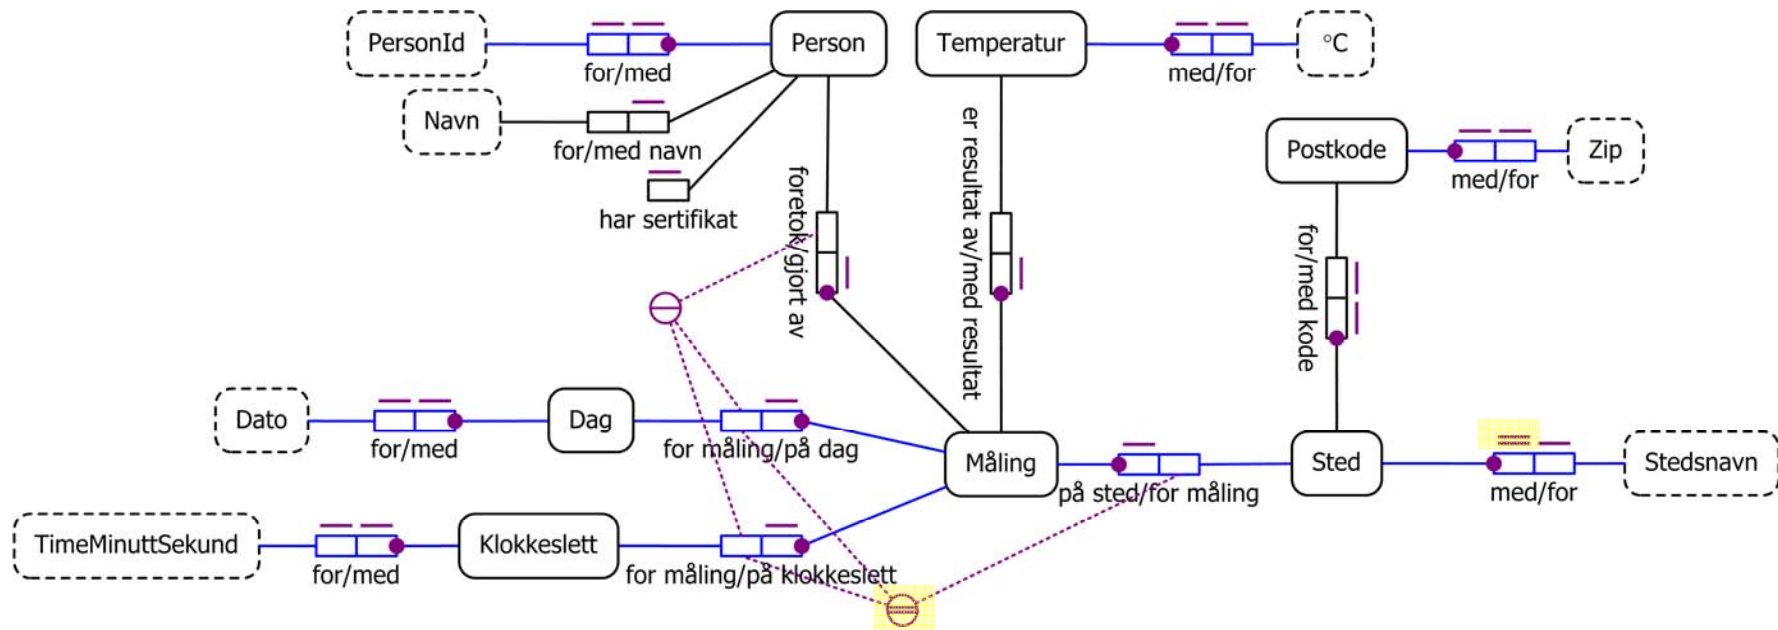 PersonId
for/med
Person
Temperatur
med/for
°C
Navn
for/med navn
har sertifikat
foretok/gjort av
er resultat av/med resultat
Postkode
med/for
Zip
for/med kode
Dato
for/med
Dag
for måling/på dag
Måling
på sted/for måling
Sted
med/for
Stedsnavn
TimeMinuttSekund
for/med
Klokkeslett
for måling/på klokkeslett